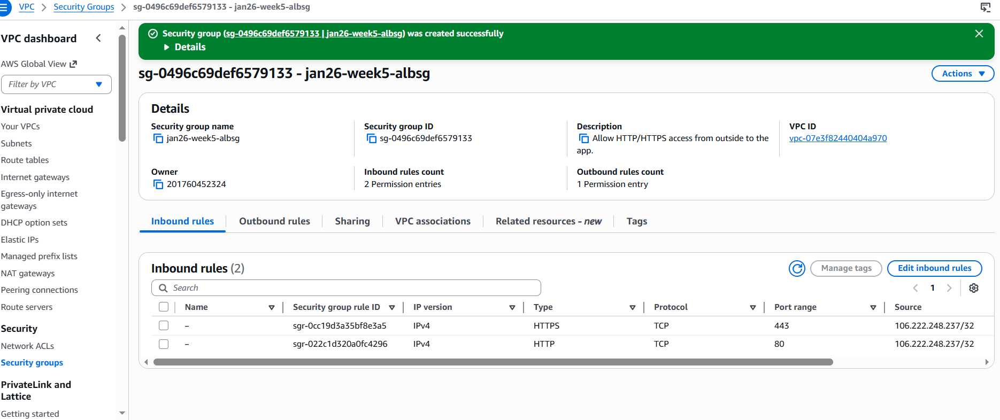 VPC > Security Groups > sg-0496c69def6579133 - jan26-week5-albsg
VPC dashboard
AWS Global View
Filter by VPC
Virtual private cloud
Your VPCs
Subnets
Route tables
Internet gateways
Egress-only internet
gateways
DHCP option sets
Elastic IPs
Managed prefix lists
NAT gateways
Peering connections
Route servers
Security
Network ACLs
Security groups
PrivateLink and
Lattice
Getting started
Security group (sg-0496c69def6579133 | jan26-week5-albsg) was created successfully
Details
sg-0496c69def6579133 - jan26-week5-albsg
Actions
Details
Security group name
jan26-week5-albsg
Security group ID
sg-0496c69def6579133
Description
Allow HTTP/HTTPS access from outside to the
app.
VPC ID
vpc-07e3f82440404a970
Owner
201760452324
Inbound rules count
2 Permission entries
Outbound rules count
1 Permission entry
Inbound rules Outbound rules Sharing VPC associations Related resources - new Tags
Inbound rules (2)
Manage tags
Edit inbound rules
Search
1
Name Security group rule ID IP version Type Protocol Port range Source
– sgr-0cc19d3a35bf8e3a5 IPv4 HTTPS TCP 443 106.222.248.237/32
– sgr-022c1d320a0fc4296 IPv4 HTTP TCP 80 106.222.248.237/32